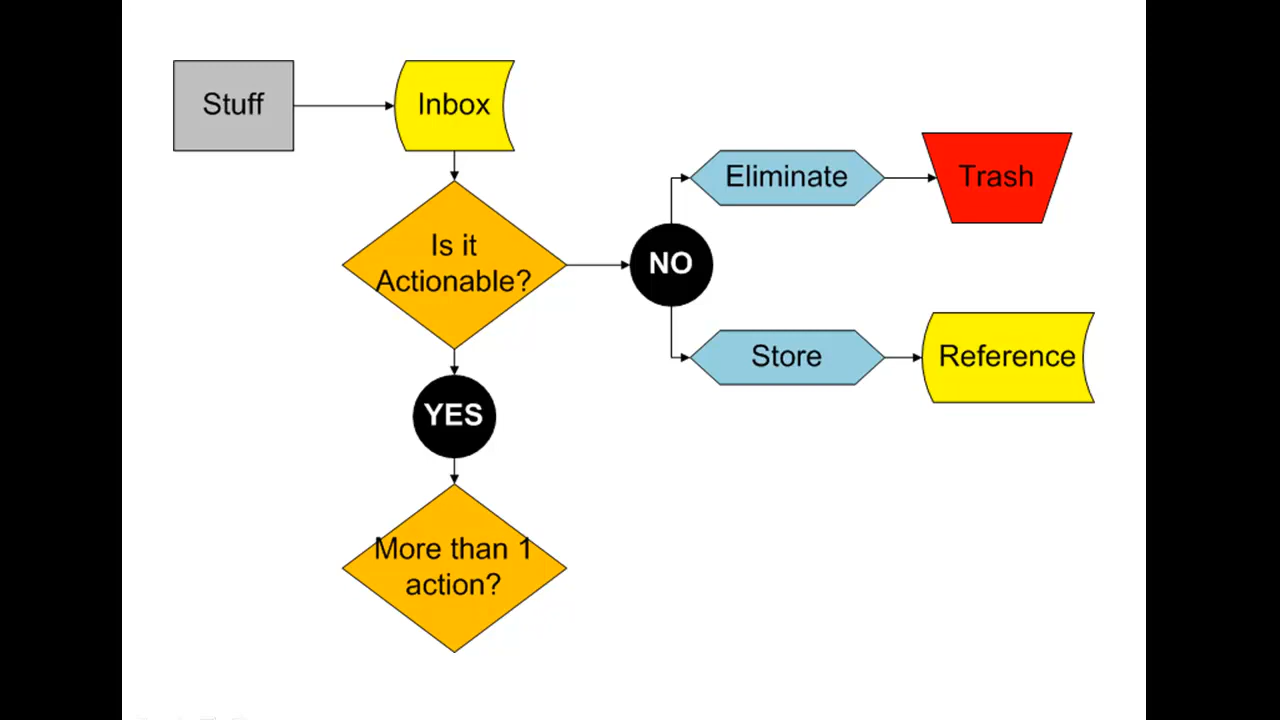 Stuff
Inbox
Eliminate
Trash
Is it
Actionable?
NO
Store
Reference
YES
More than 1
action?